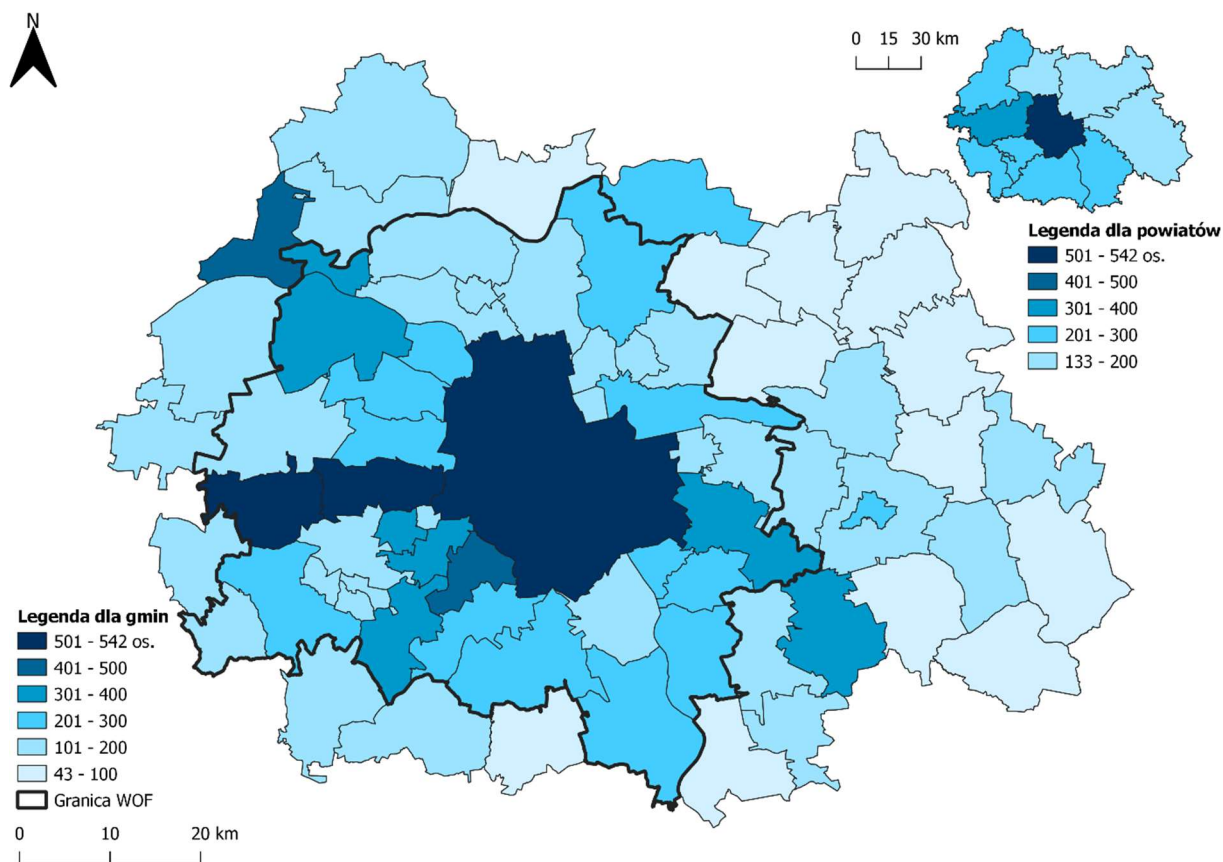 N
0 15 30 km
Legenda dla powiatów
501 - 542 os.
401 - 500
301 - 400
201 - 300
133 - 200
Legenda dla gmin
501 - 542 os.
401 - 500
301 - 400
201 - 300
101 - 200
43 - 100
Granica WOF
0 10 20 km